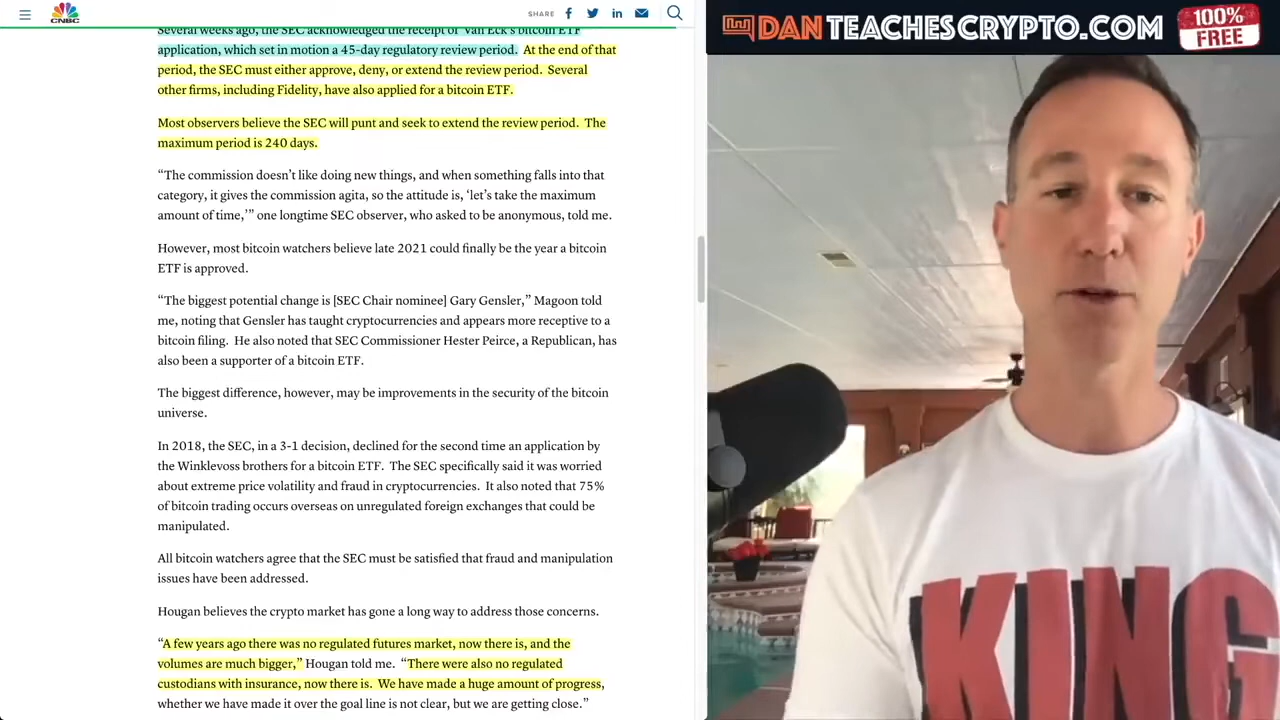 CNBC
SHARE
DANTEACHESCRYPTO.COM
100%
FREE
Several weeks ago, the SEC acknowledged the receipt of Van Eck's bitcoin ETF
application, which set in motion a 45-day regulatory review period. At the end of that
period, the SEC must either approve, deny, or extend the review period. Several
other firms, including Fidelity, have also applied for a bitcoin ETF.
Most observers believe the SEC will punt and seek to extend the review period. The
maximum period is 240 days.
“The commission doesn’t like doing new things, and when something falls into that
category, it gives the commission agita, so the attitude is, ‘let’s take the maximum
amount of time,’” one longtime SEC observer, who asked to be anonymous, told me.
However, most bitcoin watchers believe late 2021 could finally be the year a bitcoin
ETF is approved.
“The biggest potential change is [SEC Chair nominee] Gary Gensler,” Magoon told
me, noting that Gensler has taught cryptocurrencies and appears more receptive to a
bitcoin filing. He also noted that SEC Commissioner Hester Peirce, a Republican, has
also been a supporter of a bitcoin ETF.
The biggest difference, however, may be improvements in the security of the bitcoin
universe.
In 2018, the SEC, in a 3-1 decision, declined for the second time an application by
the Winklevoss brothers for a bitcoin ETF. The SEC specifically said it was worried
about extreme price volatility and fraud in cryptocurrencies. It also noted that 75%
of bitcoin trading occurs overseas on unregulated foreign exchanges that could be
manipulated.
All bitcoin watchers agree that the SEC must be satisfied that fraud and manipulation
issues have been addressed.
Hougan believes the crypto market has gone a long way to address those concerns.
“A few years ago there was no regulated futures market, now there is, and the
volumes are much bigger,” Hougan told me. “There were also no regulated
custodians with insurance, now there is. We have made a huge amount of progress,
whether we have made it over the goal line is not clear, but we are getting close.”
KING